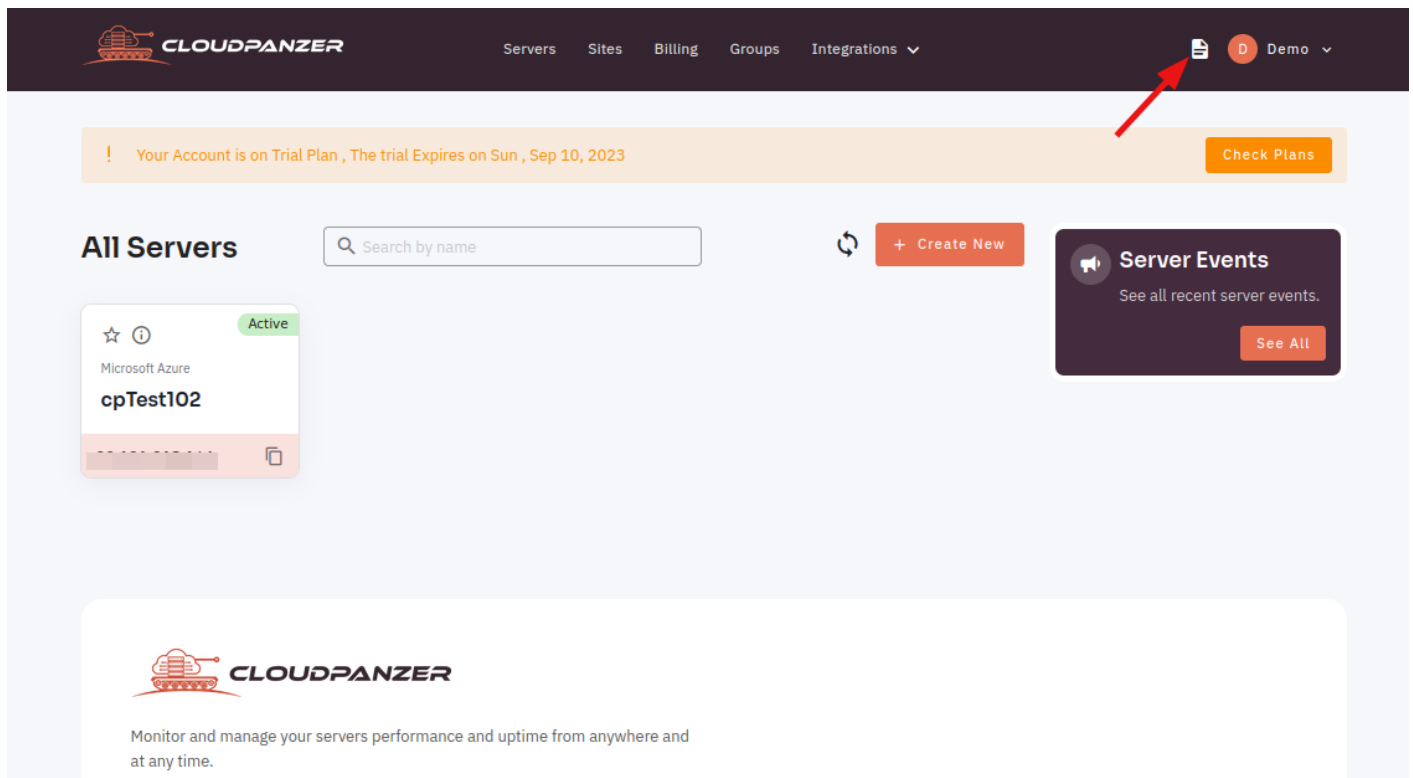 CLOUDPANZER Servers Sites Billing Groups Integrations D Demo
! Your Account is on Trial Plan , The trial Expires on Sun , Sep 10, 2023 Check Plans
All Servers Search by name + Create New
Server Events
See all recent server events.
See All
Active
Microsoft Azure
cpTest102
CLOUDPANZER
Monitor and manage your servers performance and uptime from anywhere and
at any time.